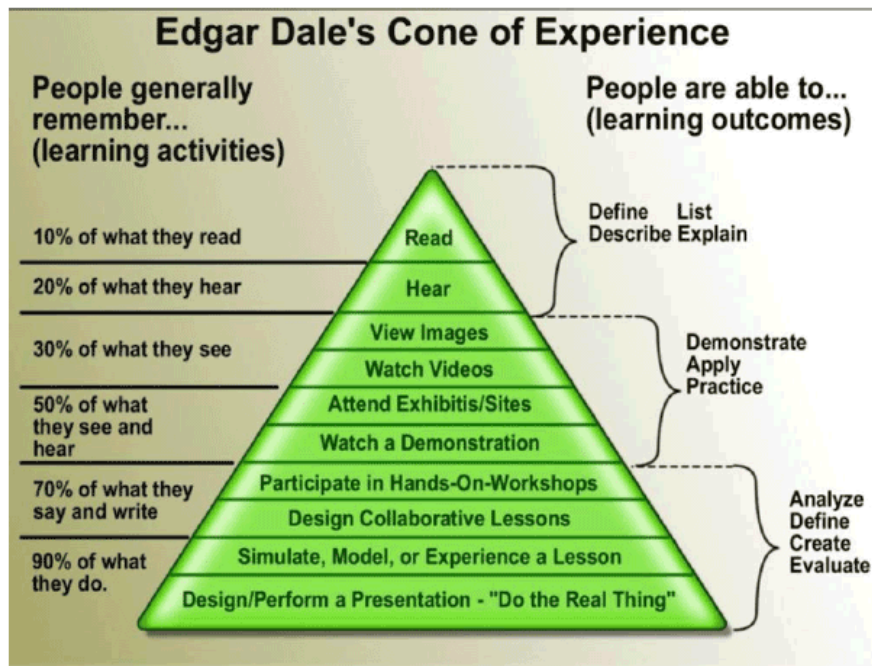 Edgar Dale's Cone of Experience
People generally
remember...
(learning activities)
People are able to...
(learning outcomes)
10% of what they read
20% of what they hear
30% of what they see
50% of what
they see and
hear
70% of what they
say and write
90% of what
they do.
Read
Hear
View Images
Watch Videos
Attend Exhibitis/Sites
Watch a Demonstration
Participate in Hands-On-Workshops
Design Collaborative Lessons
Simulate, Model, or Experience a Lesson
Design/Perform a Presentation - "Do the Real Thing"
Define List
Describe Explain
Demonstrate
Apply
Practice
Analyze
Define
Create
Evaluate